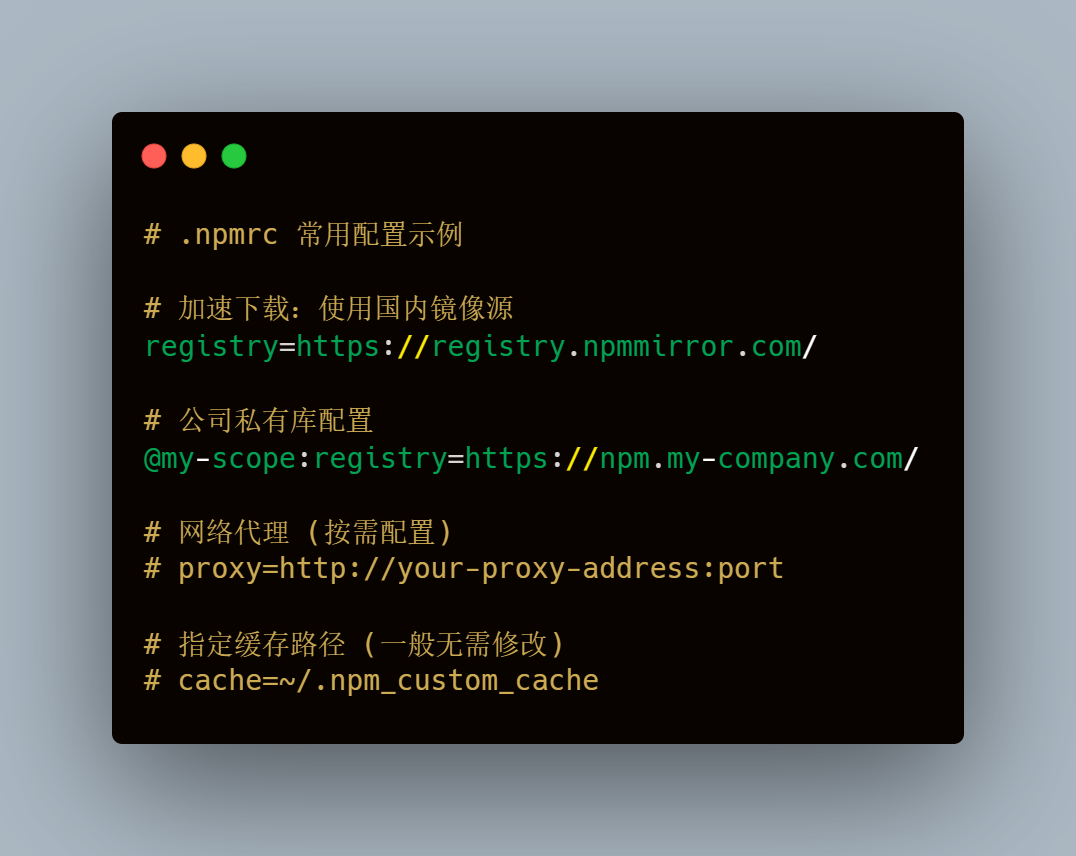 # .npmrc 常用配置示例
# 加速下载：使用国内镜像源
registry=https://registry.npmmirror.com/
# 公司私有库配置
@my-scope:registry=https://npm.my-company.com/
# 网络代理 (按需配置)
# proxy=http://your-proxy-address:port
# 指定缓存路径 (一般无需修改)
# cache=~/.npm_custom_cache